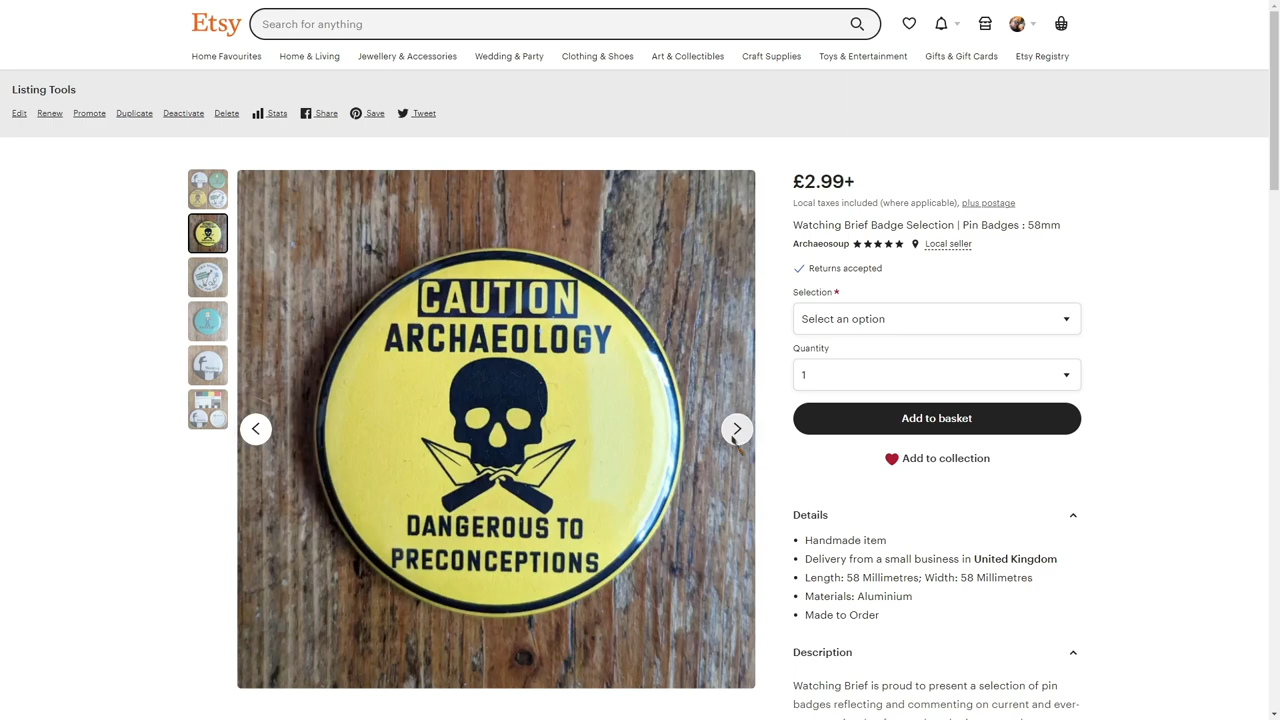 Etsy
Search for anything
Home Favourites Home & Living Jewellery & Accessories Wedding & Party Clothing & Shoes Art & Collectibles Craft Supplies Toys & Entertainment Gifts & Gift Cards Etsy Registry
Listing Tools
Edit Renew Promote Duplicate Deactivate Delete Stats Share Save Tweet
CAUTION
ARCHAEOLOGY
DANGEROUS TO
PRECONCEPTIONS
£2.99+
Local taxes included (where applicable), plus postage
Watching Brief Badge Selection | Pin Badges : 58mm
Archaeosoup Local seller
Returns accepted
Selection *
Select an option
Quantity
1
Add to basket
Add to collection
Details
Handmade item
Delivery from a small business in United Kingdom
Length: 58 Millimetres; Width: 58 Millimetres
Materials: Aluminium
Made to Order
Description
Watching Brief is proud to present a selection of pin
badges reflecting and commenting on current and ever-